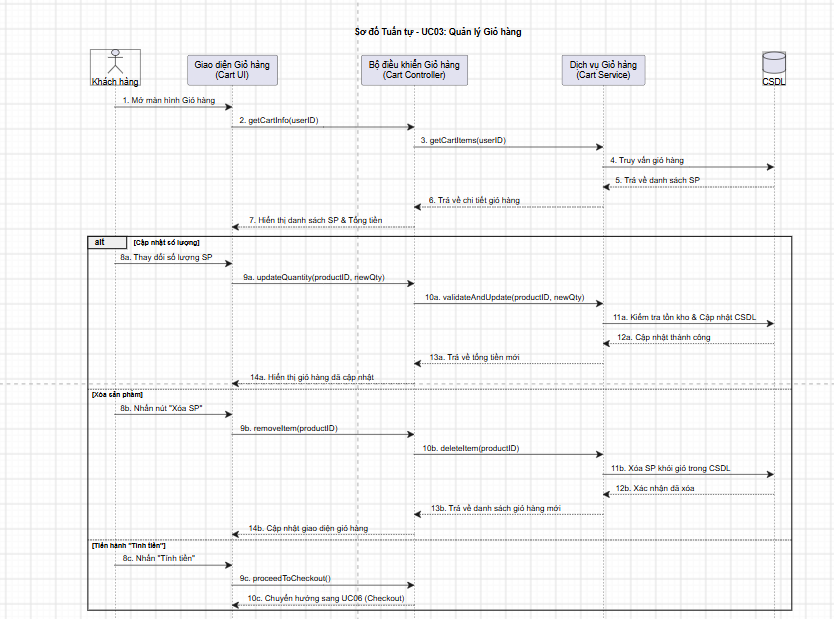 Sơ đồ Tuần tự - UC03: Quản lý Giỏ hàng
Khách hàng
Giao diện Giỏ hàng
(Cart UI)
Bộ điều khiển Giỏ hàng
(Cart Controller)
Dịch vụ Giỏ hàng
(Cart Service)
CSDL
1. Mở màn hình Giỏ hàng
2. getCartInfo(userID)
3. getCartItems(userID)
4. Truy vấn giỏ hàng
5. Trả về danh sách SP
6. Trả về chi tiết giỏ hàng
7. Hiển thị danh sách SP & Tổng tiền
alt
[Cập nhật số lượng]
8a. Thay đổi số lượng SP
9a. updateQuantity(productID, newQty)
10a. validateAndUpdate(productID, newQty)
11a. Kiểm tra tồn kho & Cập nhật CSDL
12a. Cập nhật thành công
13a. Trả về tổng tiền mới
14a. Hiển thị giỏ hàng đã cập nhật
[Xóa sản phẩm]
8b. Nhấn nút "Xóa SP"
9b. removeItem(productID)
10b. deleteItem(productID)
11b. Xóa SP khỏi giỏ trong CSDL
12b. Xác nhận đã xóa
13b. Trả về danh sách giỏ hàng mới
14b. Cập nhật giao diện giỏ hàng
[Tiến hành "Tính tiền"]
8c. Nhấn "Tính tiền"
9c. proceedToCheckout()
10c. Chuyển hướng sang UC06 (Checkout)